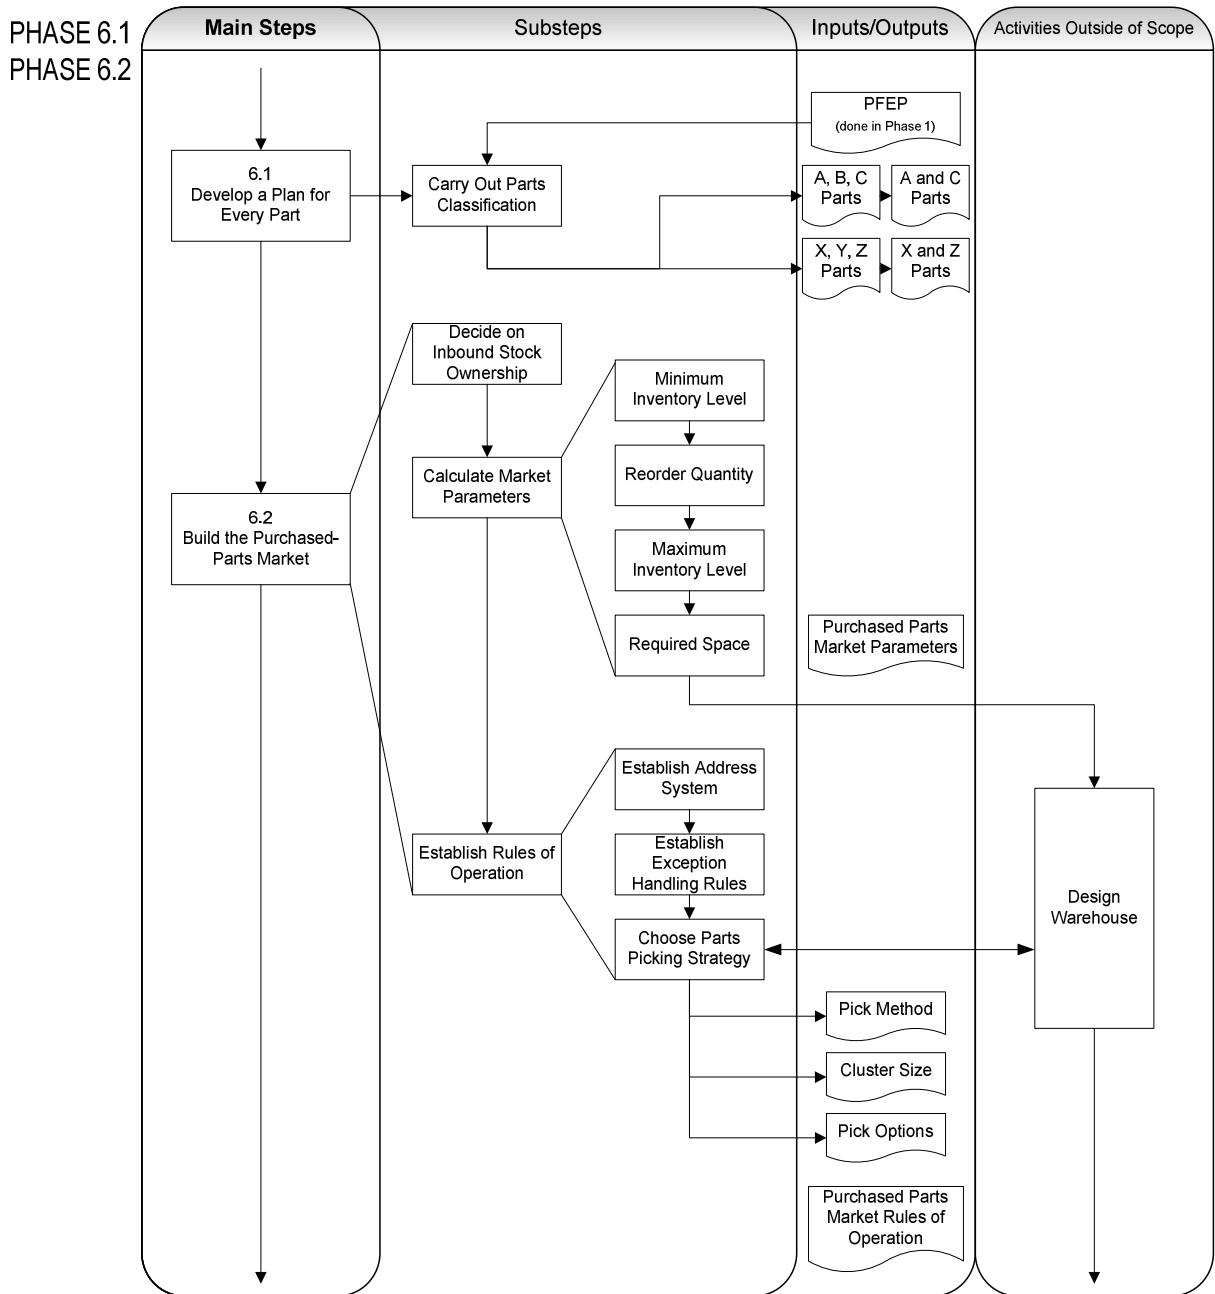 PHASE 6.1
PHASE 6.2
Main Steps
Substeps
Inputs/Outputs
Activities Outside of Scope
PFEP
(done in Phase 1)
6.1
Develop a Plan for
Every Part
Carry Out Parts
Classification
A, B, C
Parts
A and C
Parts
X, Y, Z
Parts
X and Z
Parts
Decide on
Inbound Stock
Ownership
Minimum
Inventory Level
Calculate Market
Parameters
Reorder Quantity
6.2
Build the Purchased-
Parts Market
Maximum
Inventory Level
Required Space
Purchased Parts
Market Parameters
Establish Address
System
Establish Rules of
Operation
Establish
Exception
Handling Rules
Choose Parts
Picking Strategy
Design
Warehouse
Pick Method
Cluster Size
Pick Options
Purchased Parts
Market Rules of
Operation